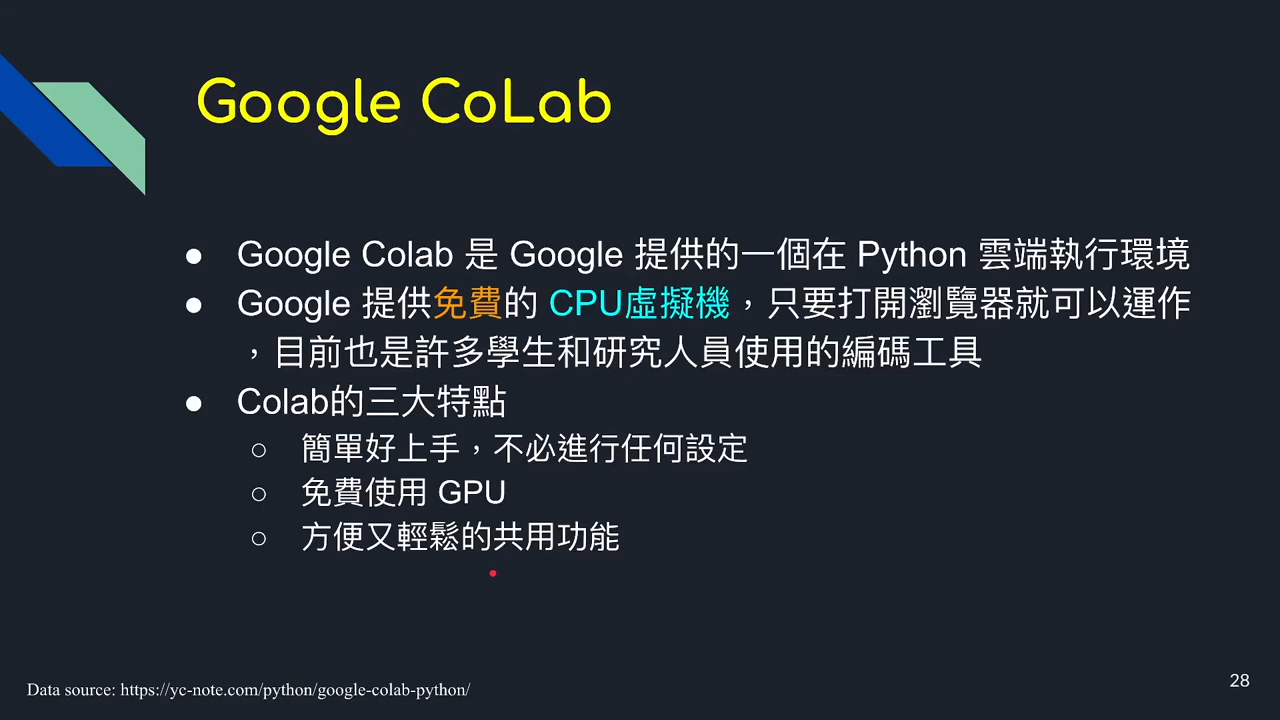 Google CoLab
● Google Colab 是 Google 提供的一個在 Python 雲端執行環境
● Google 提供免費的 CPU虛擬機，只要打開瀏覽器就可以運作
，目前也是許多學生和研究人員使用的編碼工具
● Colab的三大特點
○ 簡單好上手，不必進行任何設定
○ 免費使用 GPU
○ 方便又輕鬆的共用功能
Data source: https://yc-note.com/python/google-colab-python/
28